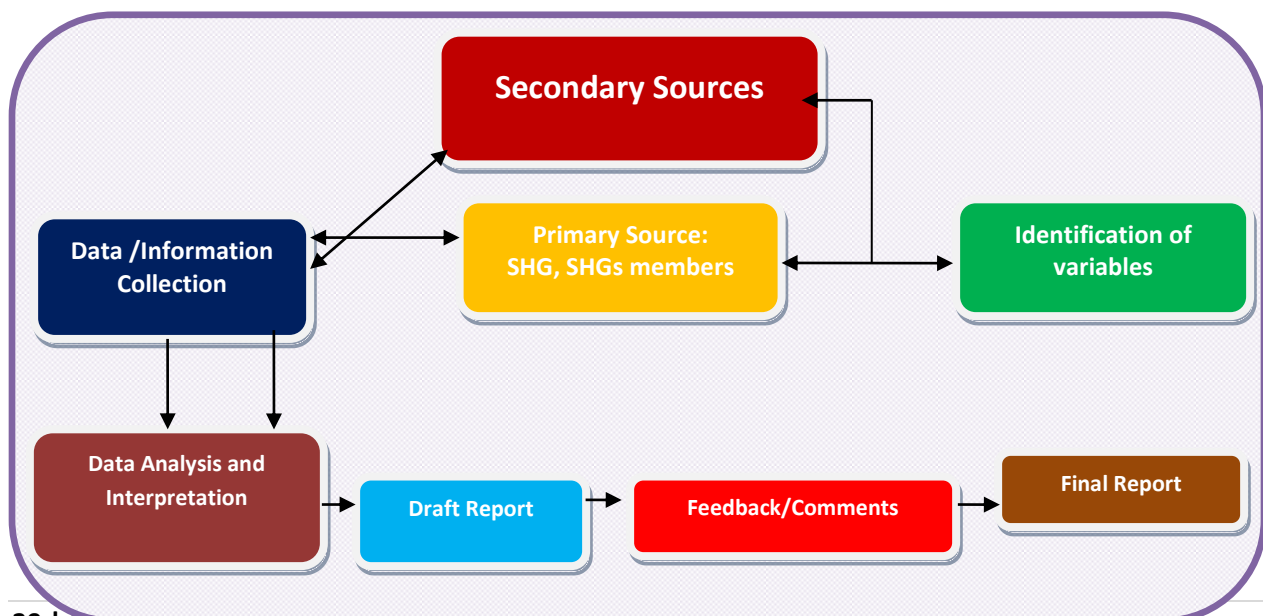 Secondary Sources
Data /Information
Collection
Primary Source:
SHG, SHGs members
Identification of
variables
Data Analysis and
Interpretation
Draft Report
Feedback/Comments
Final Report